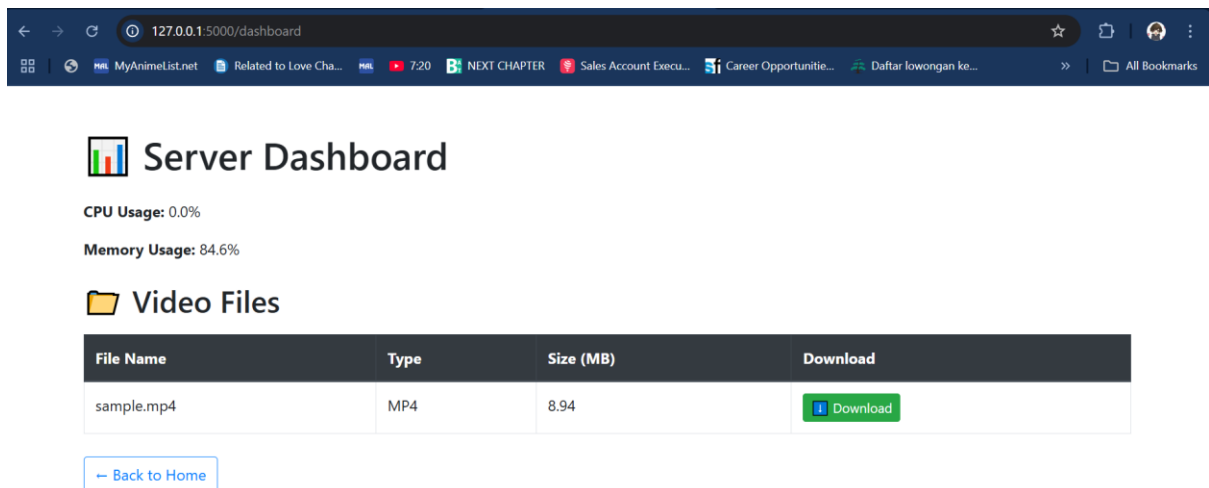 127.0.0.1:5000/dashboard
MAL MyAnimeList.net Related to Love Cha... MAL 7:20 NEXT CHAPTER Sales Account Execu... Career Opportunitie... Daftar lowongan ke... » All Bookmarks
Server Dashboard
CPU Usage: 0.0%
Memory Usage: 84.6%
Video Files
File Name Type Size (MB) Download
sample.mp4 MP4 8.94 Download
← Back to Home